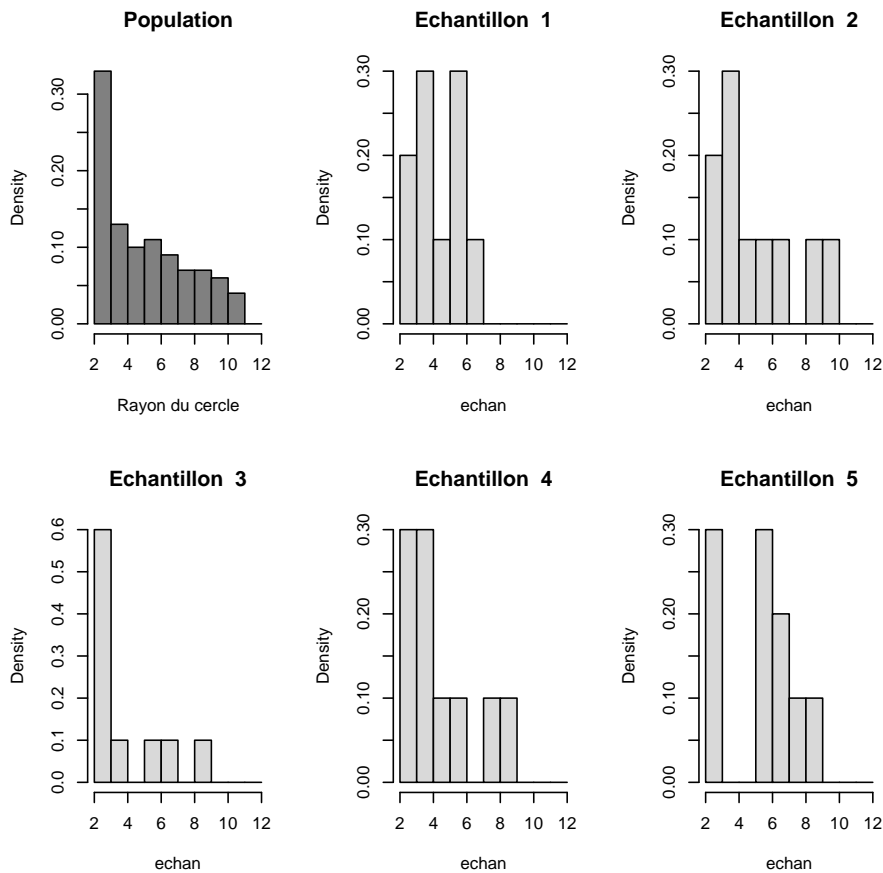 Population
Density
0.00 0.10 0.20 0.30
2 4 6 8 10 12
Rayon du cercle
Echantillon 1
Density
0.00 0.10 0.20 0.30
2 4 6 8 10 12
echan
Echantillon 2
Density
0.00 0.10 0.20 0.30
2 4 6 8 10 12
echan
Echantillon 3
Density
0.0 0.1 0.2 0.3 0.4 0.5 0.6
2 4 6 8 10 12
echan
Echantillon 4
Density
0.00 0.10 0.20 0.30
2 4 6 8 10 12
echan
Echantillon 5
Density
0.00 0.10 0.20 0.30
2 4 6 8 10 12
echan